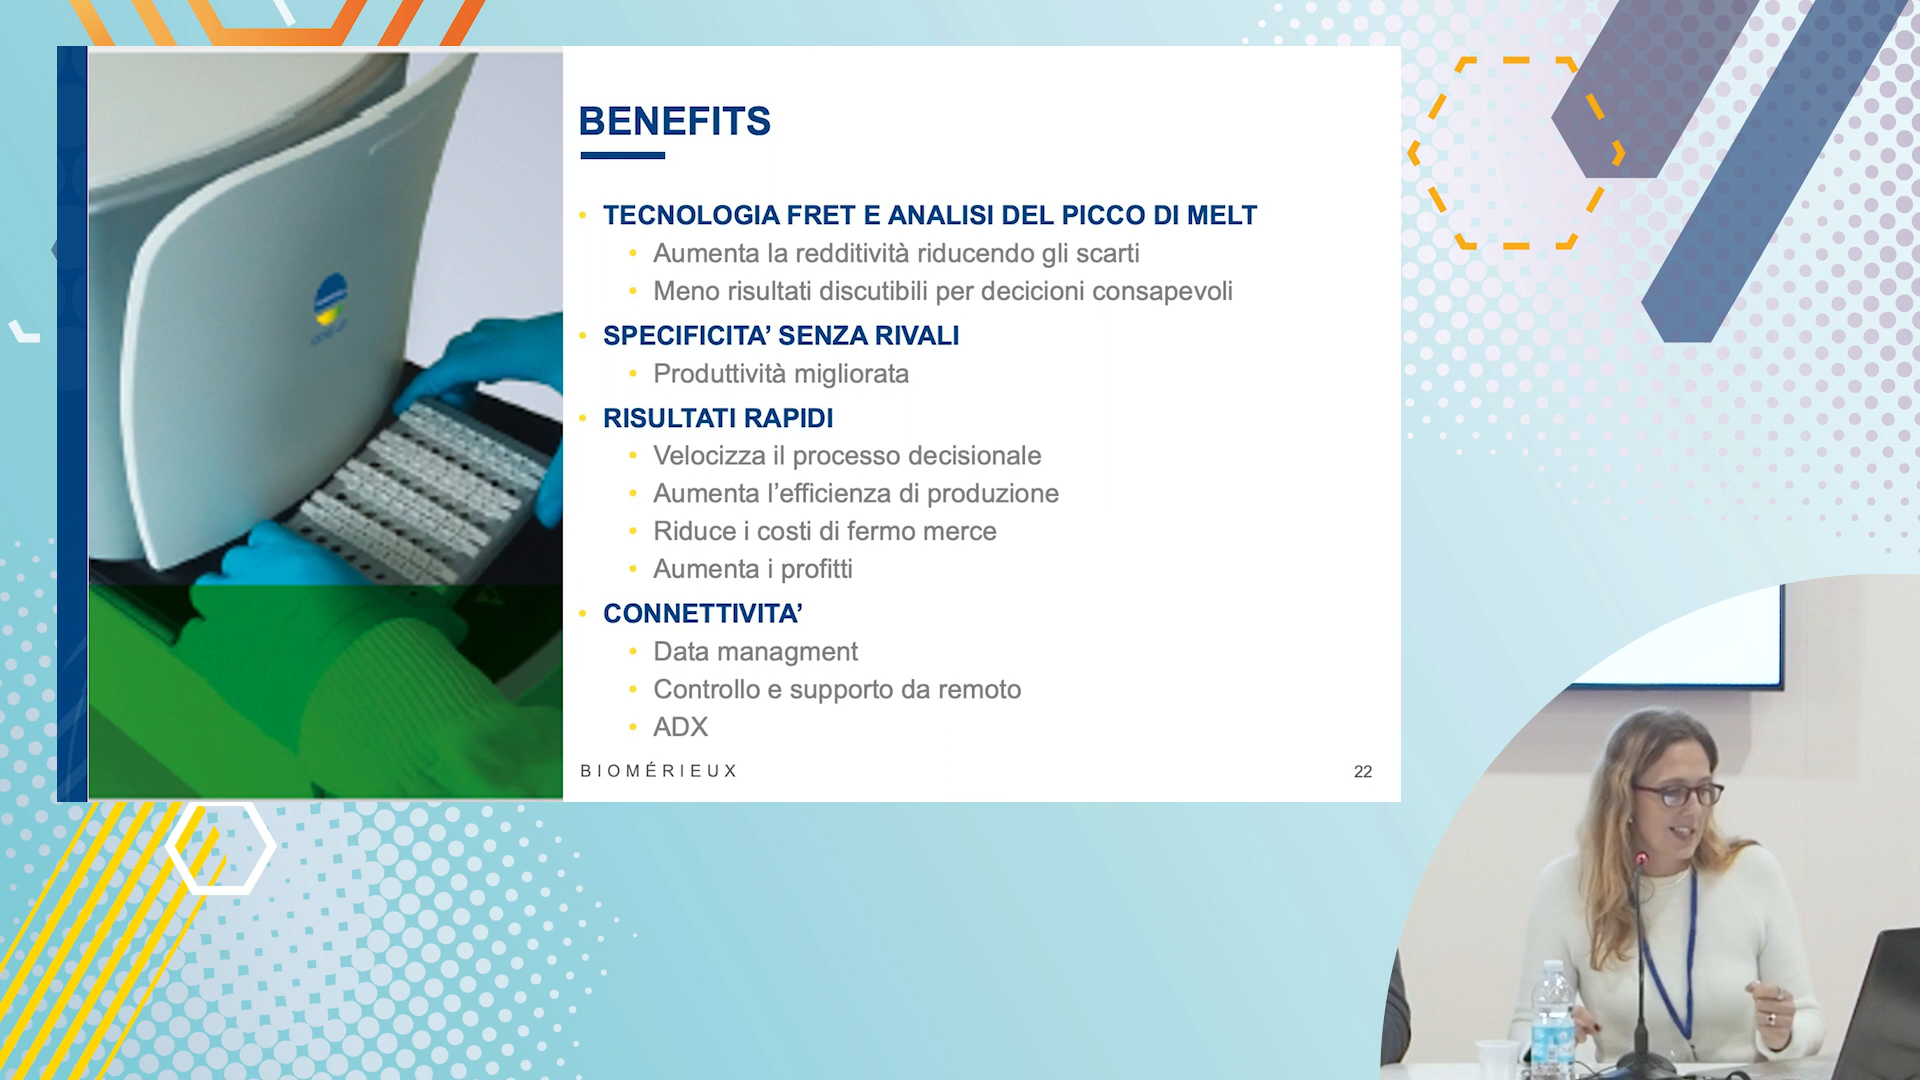 BENEFITS
• TECNOLOGIA FRET E ANALISI DEL PICCO DI MELT
• Aumenta la redditività riducendo gli scarti
• Meno risultati discutibili per decicioni consapevoli
• SPECIFICITA’ SENZA RIVALI
• Produttività migliorata
• RISULTATI RAPIDI
• Velocizza il processo decisionale
• Aumenta l’efficienza di produzione
• Riduce i costi di fermo merce
• Aumenta i profitti
• CONNETTIVITA’
• Data managment
• Controllo e supporto da remoto
• ADX
BIOMÉRIEUX
22